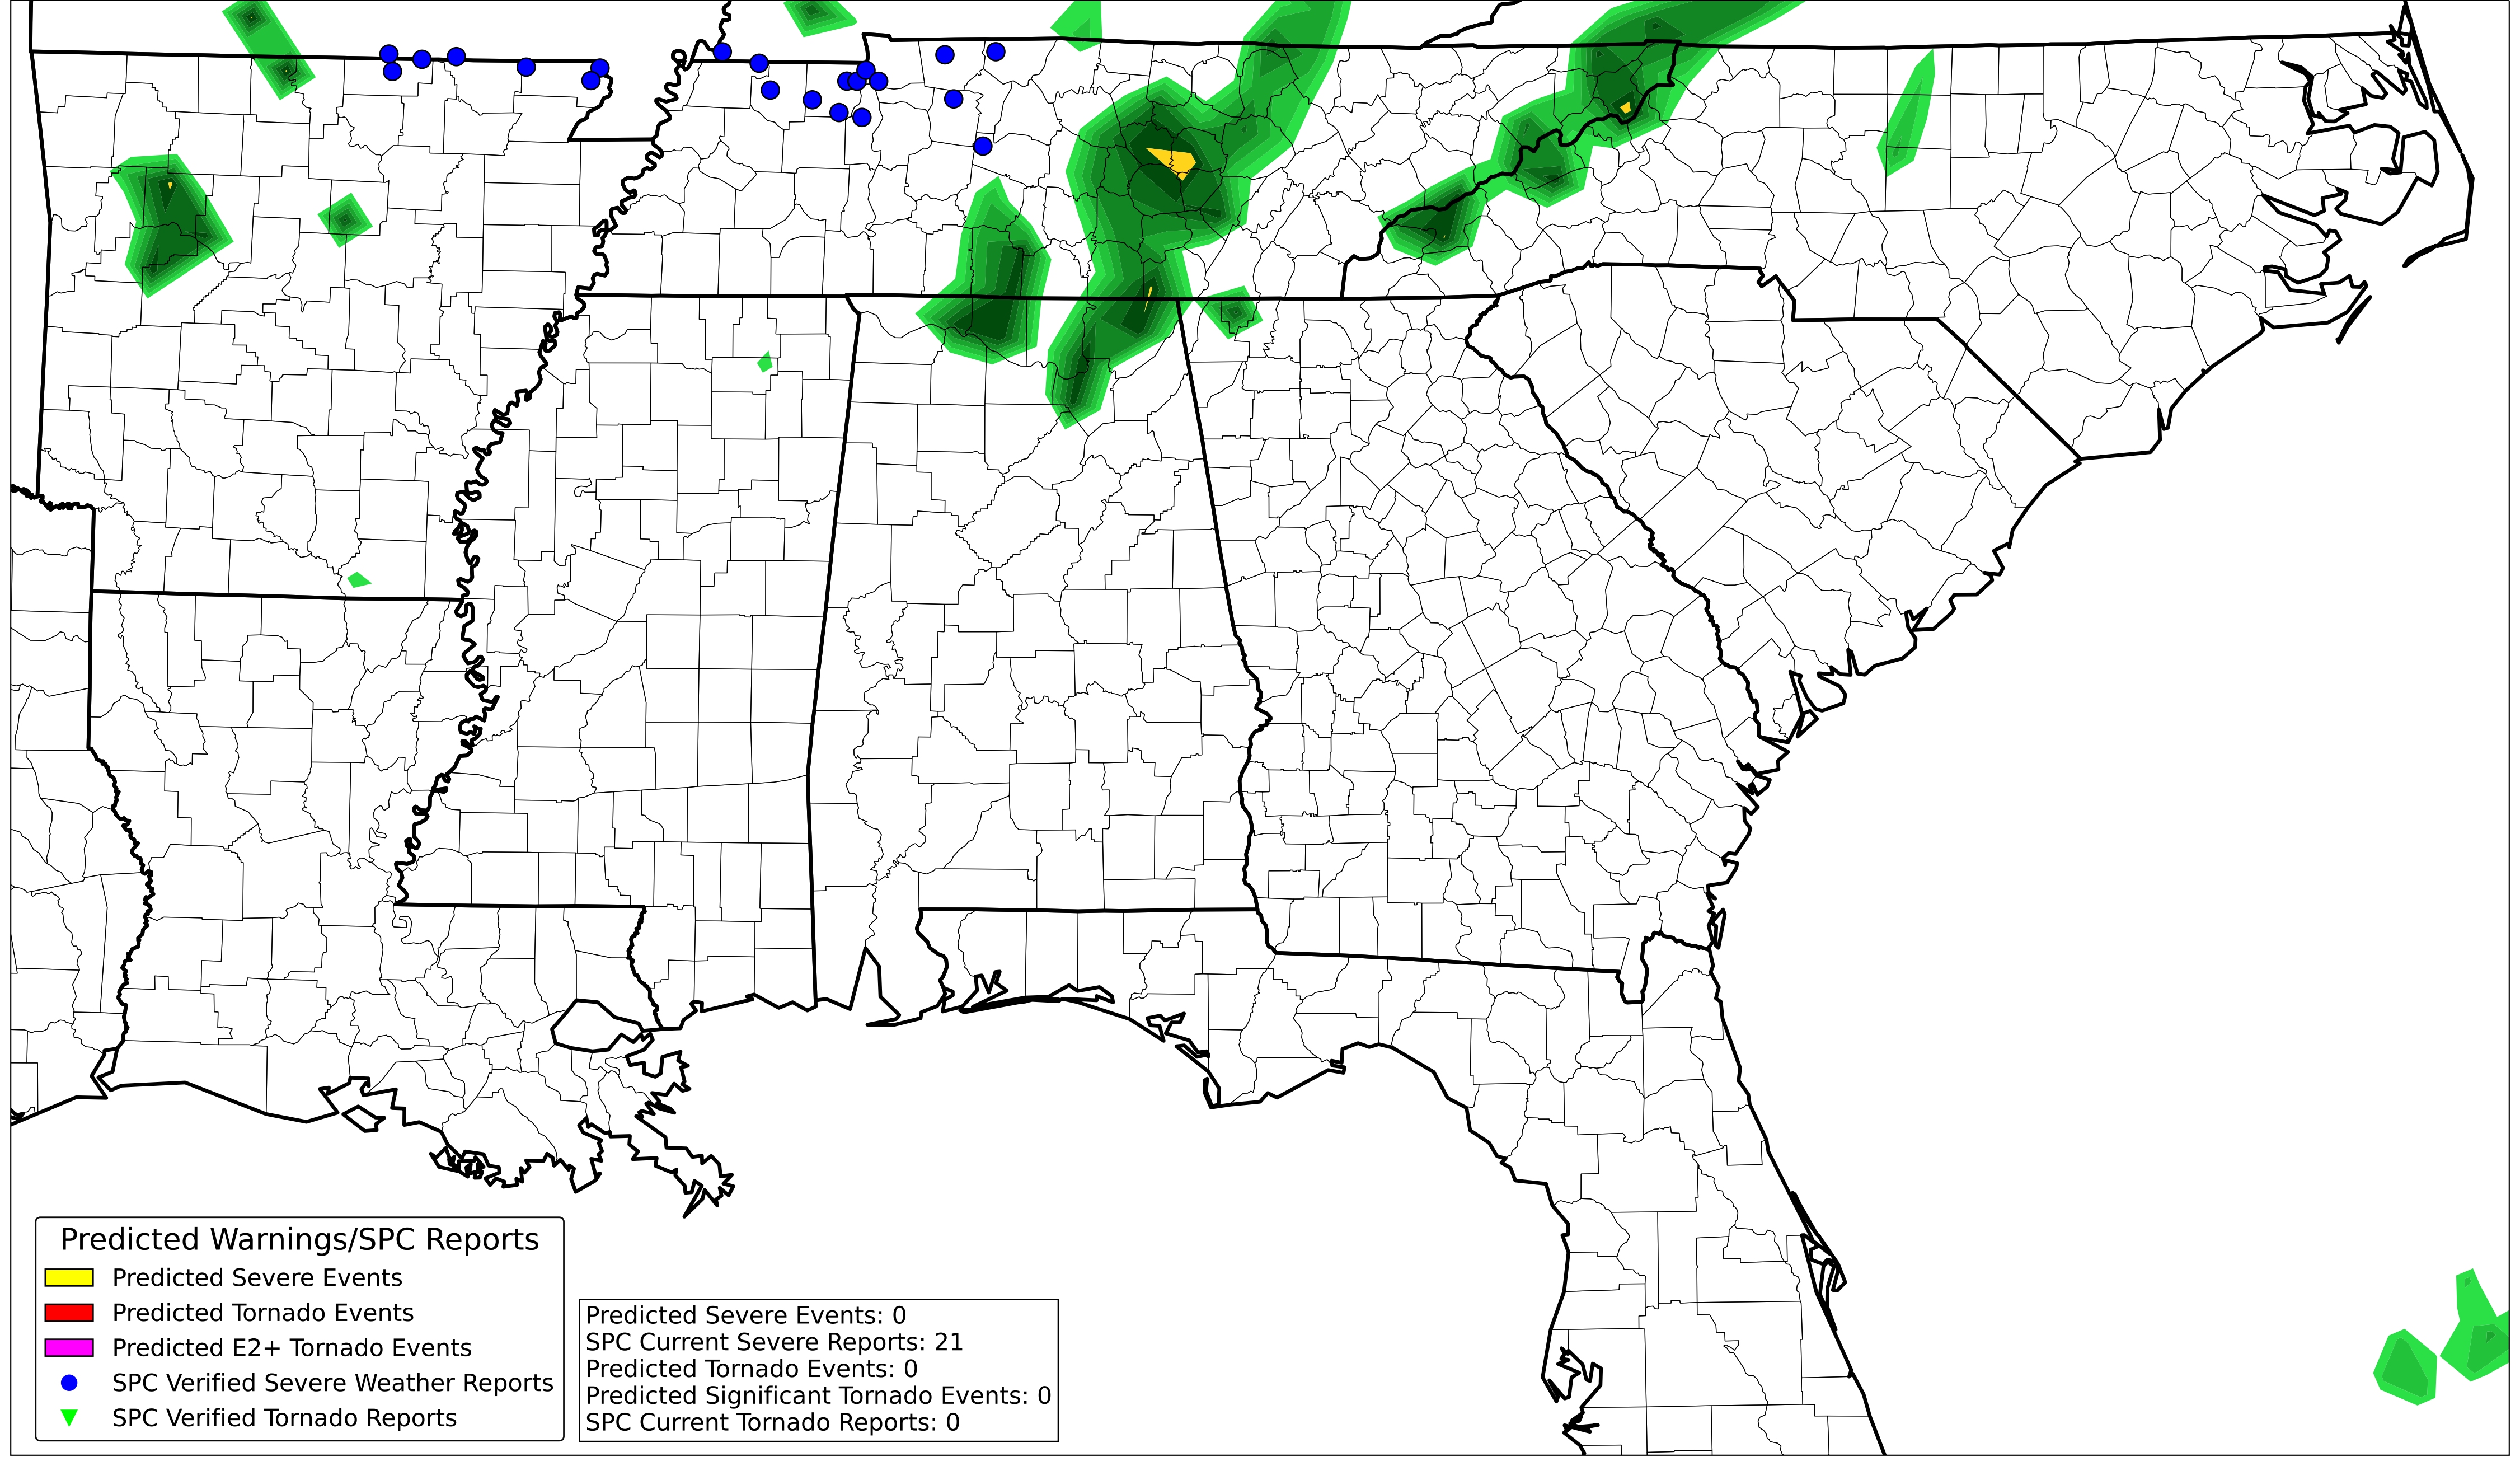 Predicted Warnings/SPC Reports
Predicted Severe Events
Predicted Tornado Events
Predicted E2+ Tornado Events
SPC Verified Severe Weather Reports
SPC Verified Tornado Reports
Predicted Severe Events: 0
SPC Current Severe Reports: 21
Predicted Tornado Events: 0
Predicted Significant Tornado Events: 0
SPC Current Tornado Reports: 0